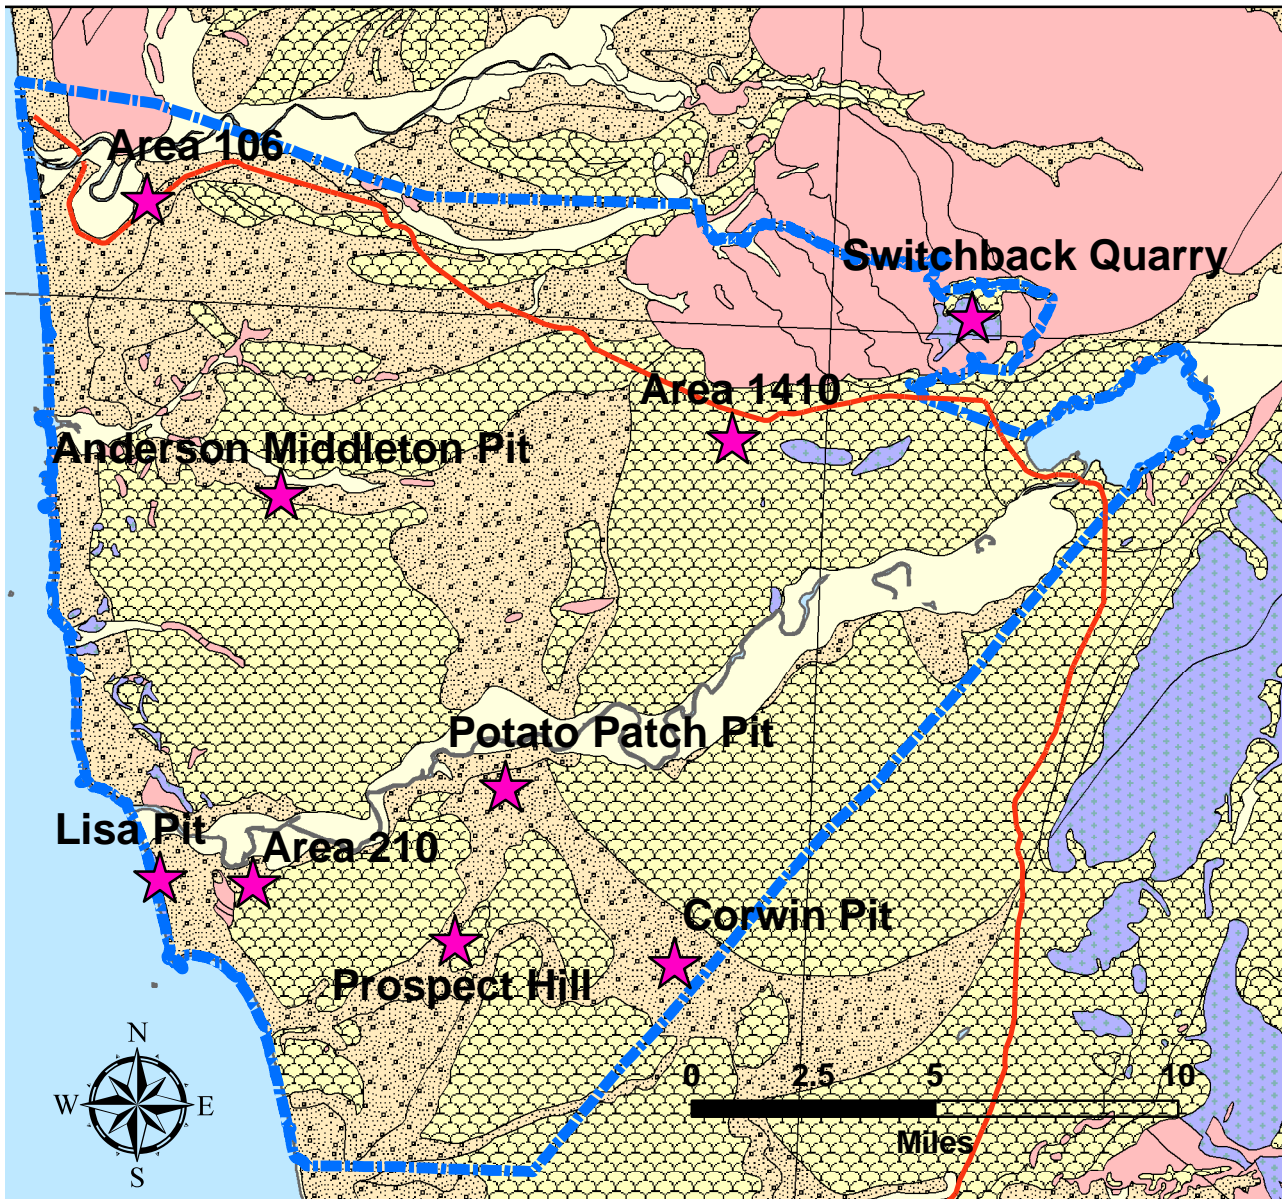 Area 106
Switchback Quarry
Area 1410
Anderson Middleton Pit
Potato Patch Pit
Lisa Pit
Area 210
Corwin Pit
Prospect Hill
N
W E
S
0 2.5 5 10
Miles